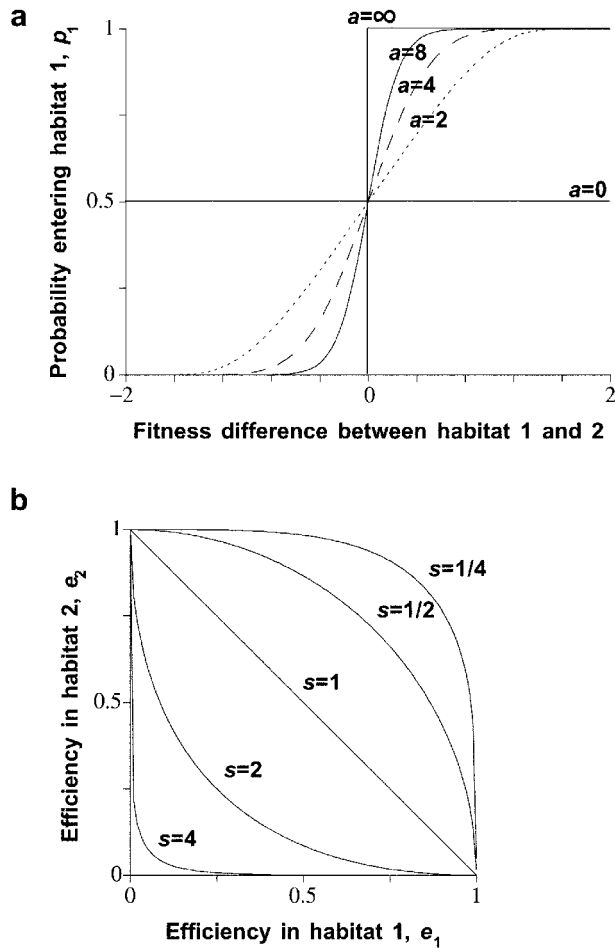 a
a=∞
1
a=8
a=4
a=2
a=0
0.5
0
−2
0
2
Probability entering habitat 1, p1
Fitness difference between habitat 1 and 2
b
1
s=1/4
s=1/2
s=1
0.5
s=2
s=4
0
0
0.5
1
Efficiency in habitat 2, e2
Efficiency in habitat 1, e1